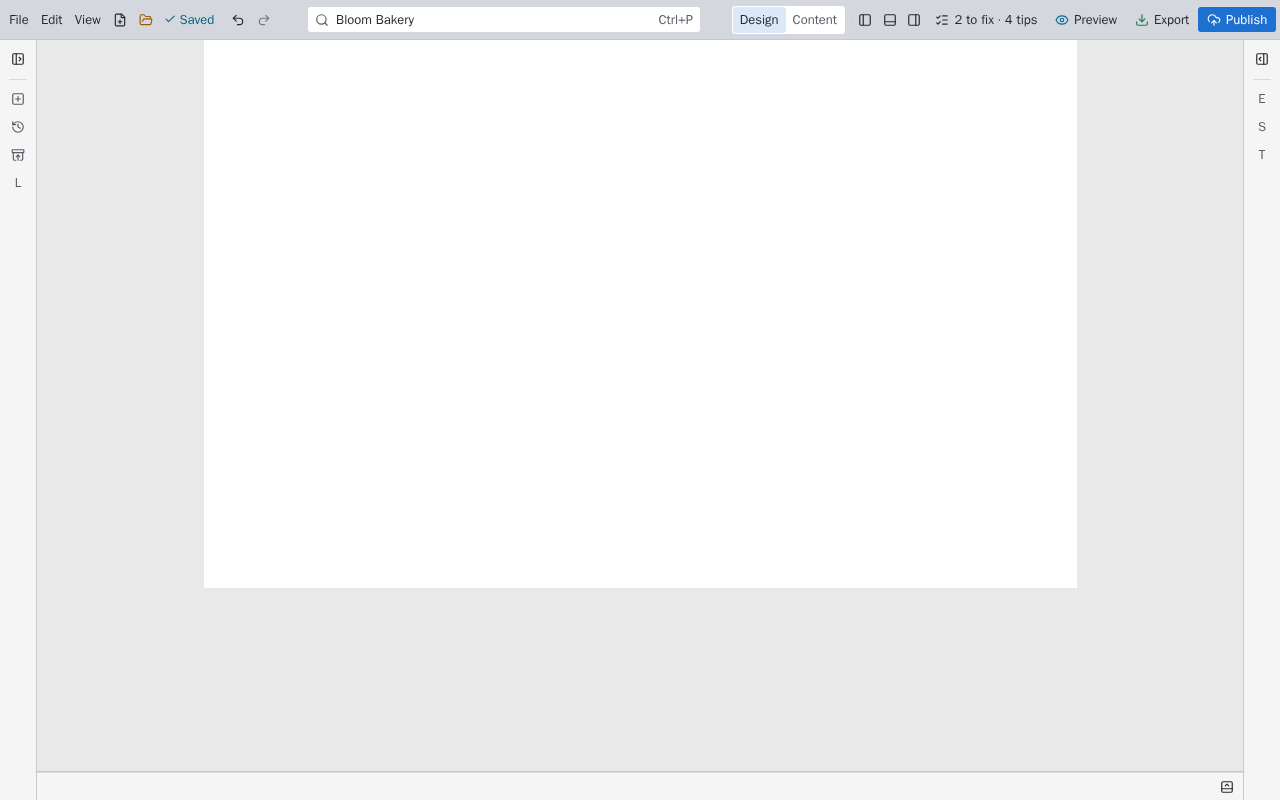 File Edit View Saved Bloom Bakery Ctrl+P Design Content 2 to fix · 4 tips Preview Export Publish
E
S
T
L